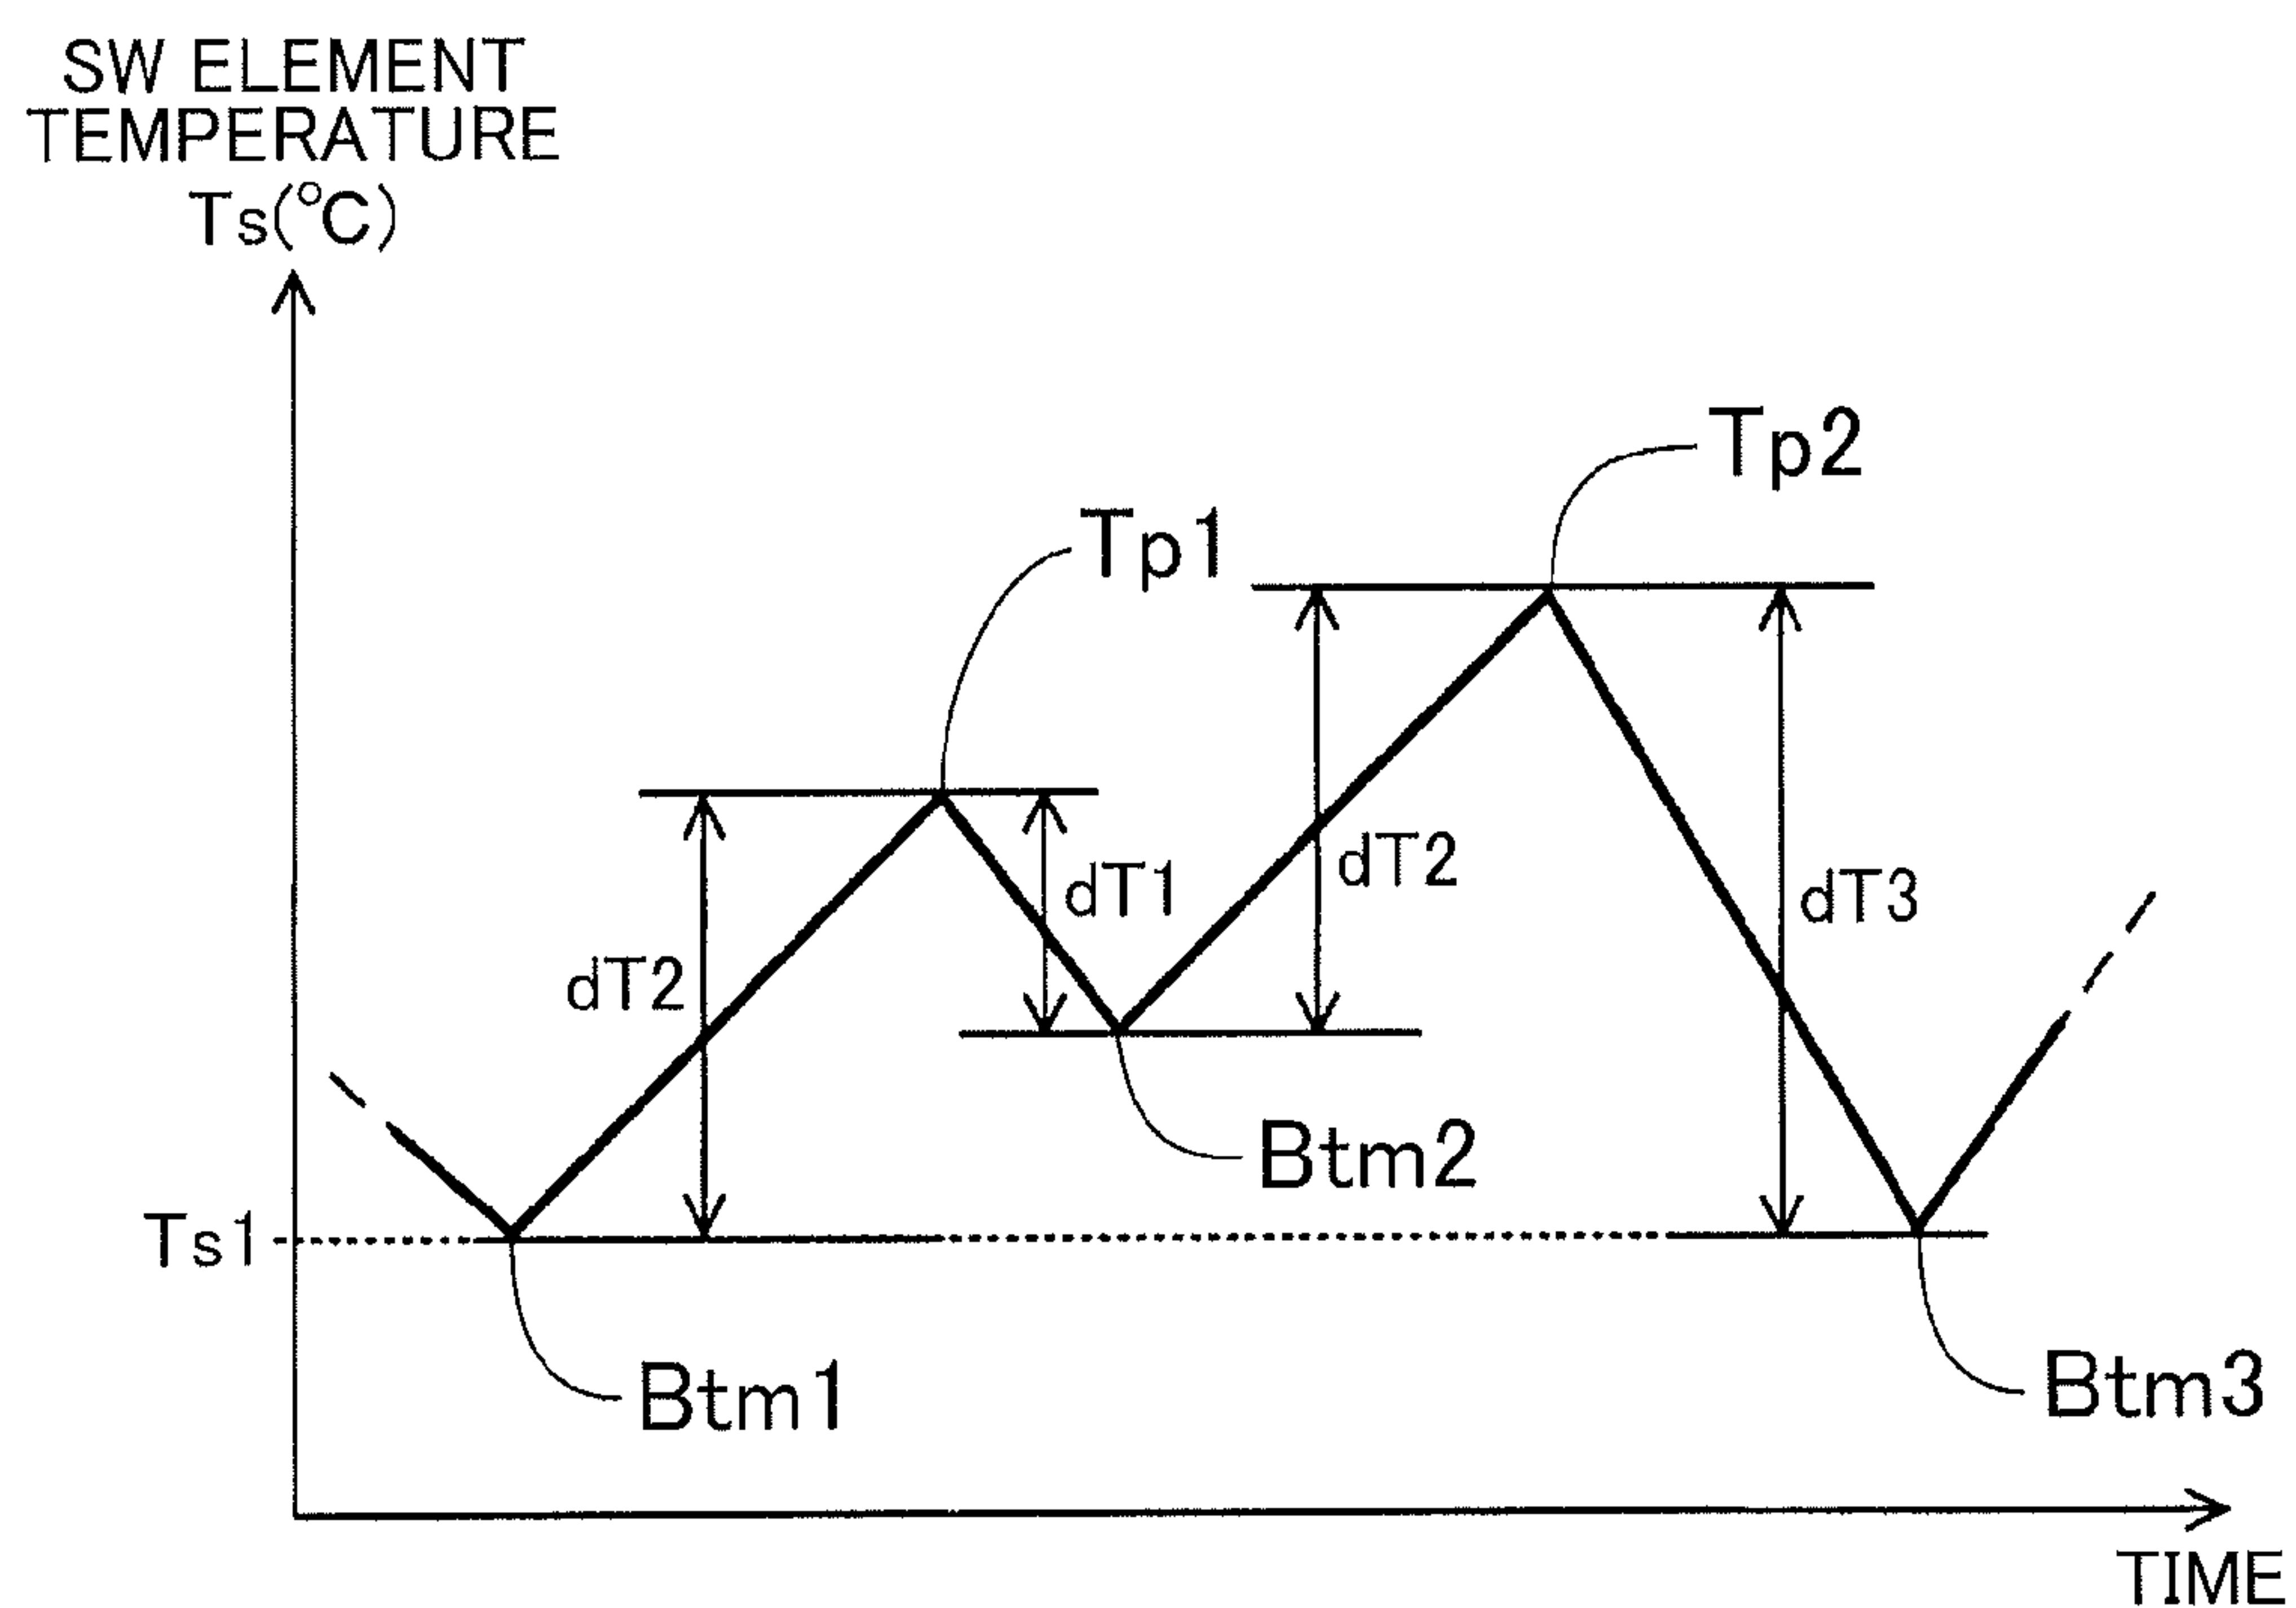 SW ELEMENT
TEMPERATURE
Ts(°C)
Tp2
Tp1
dT2
dT1
dT3
dT2
Btm2
Ts1
Btm1
Btm3
TIME